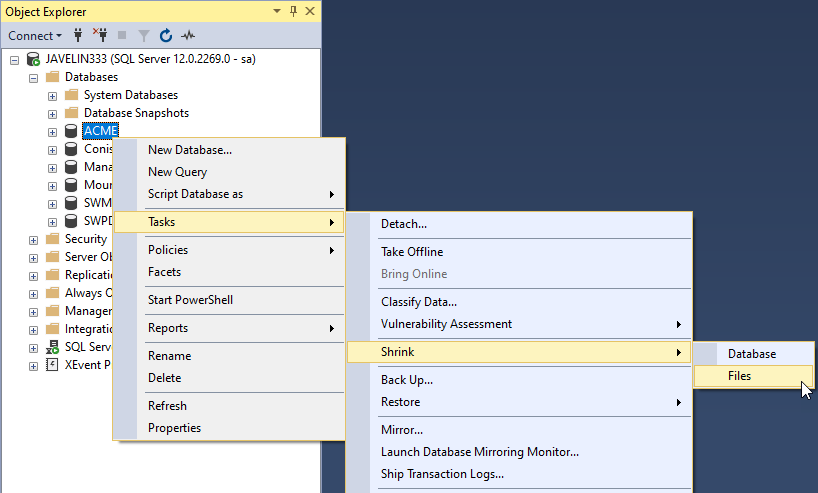 Object Explorer
Connect
JAVELIN333 (SQL Server 12.0.2269.0 - sa)
Databases
System Databases
Database Snapshots
ACME
Conis
Mana
Mour
SWM
SWPD
Security
Server Ob
Replicatio
Always O
Manager
Integratio
SQL Serv
XEvent P
New Database...
New Query
Script Database as
Tasks
Policies
Facets
Start PowerShell
Reports
Rename
Delete
Refresh
Properties
Detach...
Take Offline
Bring Online
Classify Data...
Vulnerability Assessment
Shrink
Back Up...
Restore
Mirror...
Launch Database Mirroring Monitor...
Ship Transaction Logs...
Database
Files